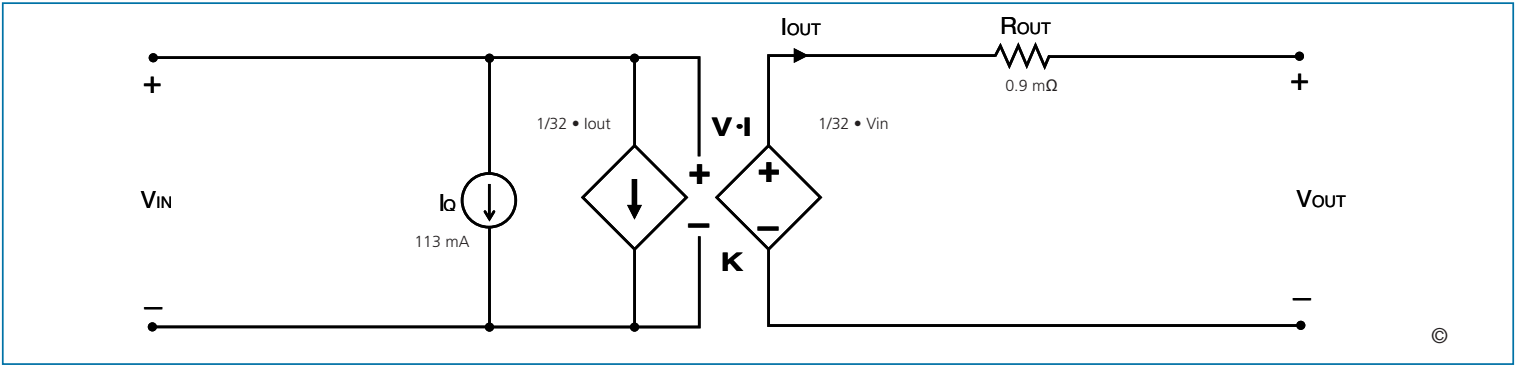 IOUT
ROUT
0.9 mΩ
+
+
1/32 • Iout
V•I
1/32 • Vin
+
+
VIN
IQ
VOUT
113 mA
–
–
K
–
–
©